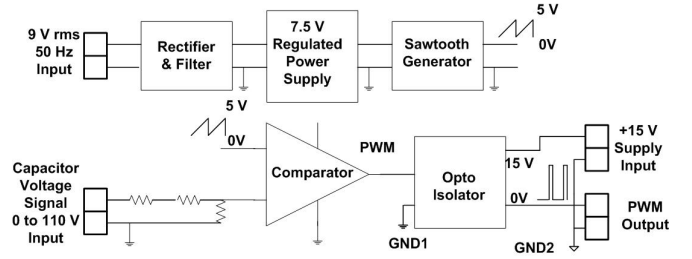 9 V rms
50 Hz
Input
Rectifier
& Filter
7.5 V
Regulated
Power
Supply
Sawtooth
Generator
5 V
0V
5 V
0V
Capacitor
Voltage
Signal
0 to 110 V
Input
Comparator
PWM
Opto
Isolator
GND1
15 V
0V
GND2
+15 V
Supply
Input
PWM
Output